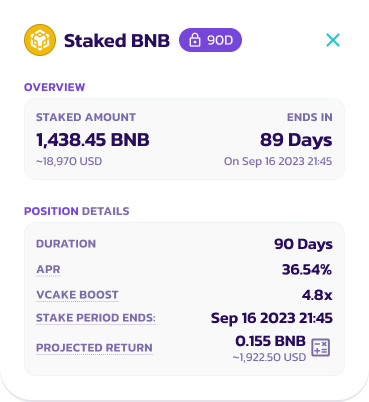 Staked BNB 90D
OVERVIEW
STAKED AMOUNT ENDS IN
1,438.45 BNB 89 Days
~18,970 USD On Sep 16 2023 21:45
POSITION DETAILS
DURATION 90 Days
APR 36.54%
VCAKE BOOST 4.8x
STAKE PERIOD ENDS: Sep 16 2023 21:45
PROJECTED RETURN 0.155 BNB
~1,922.50 USD